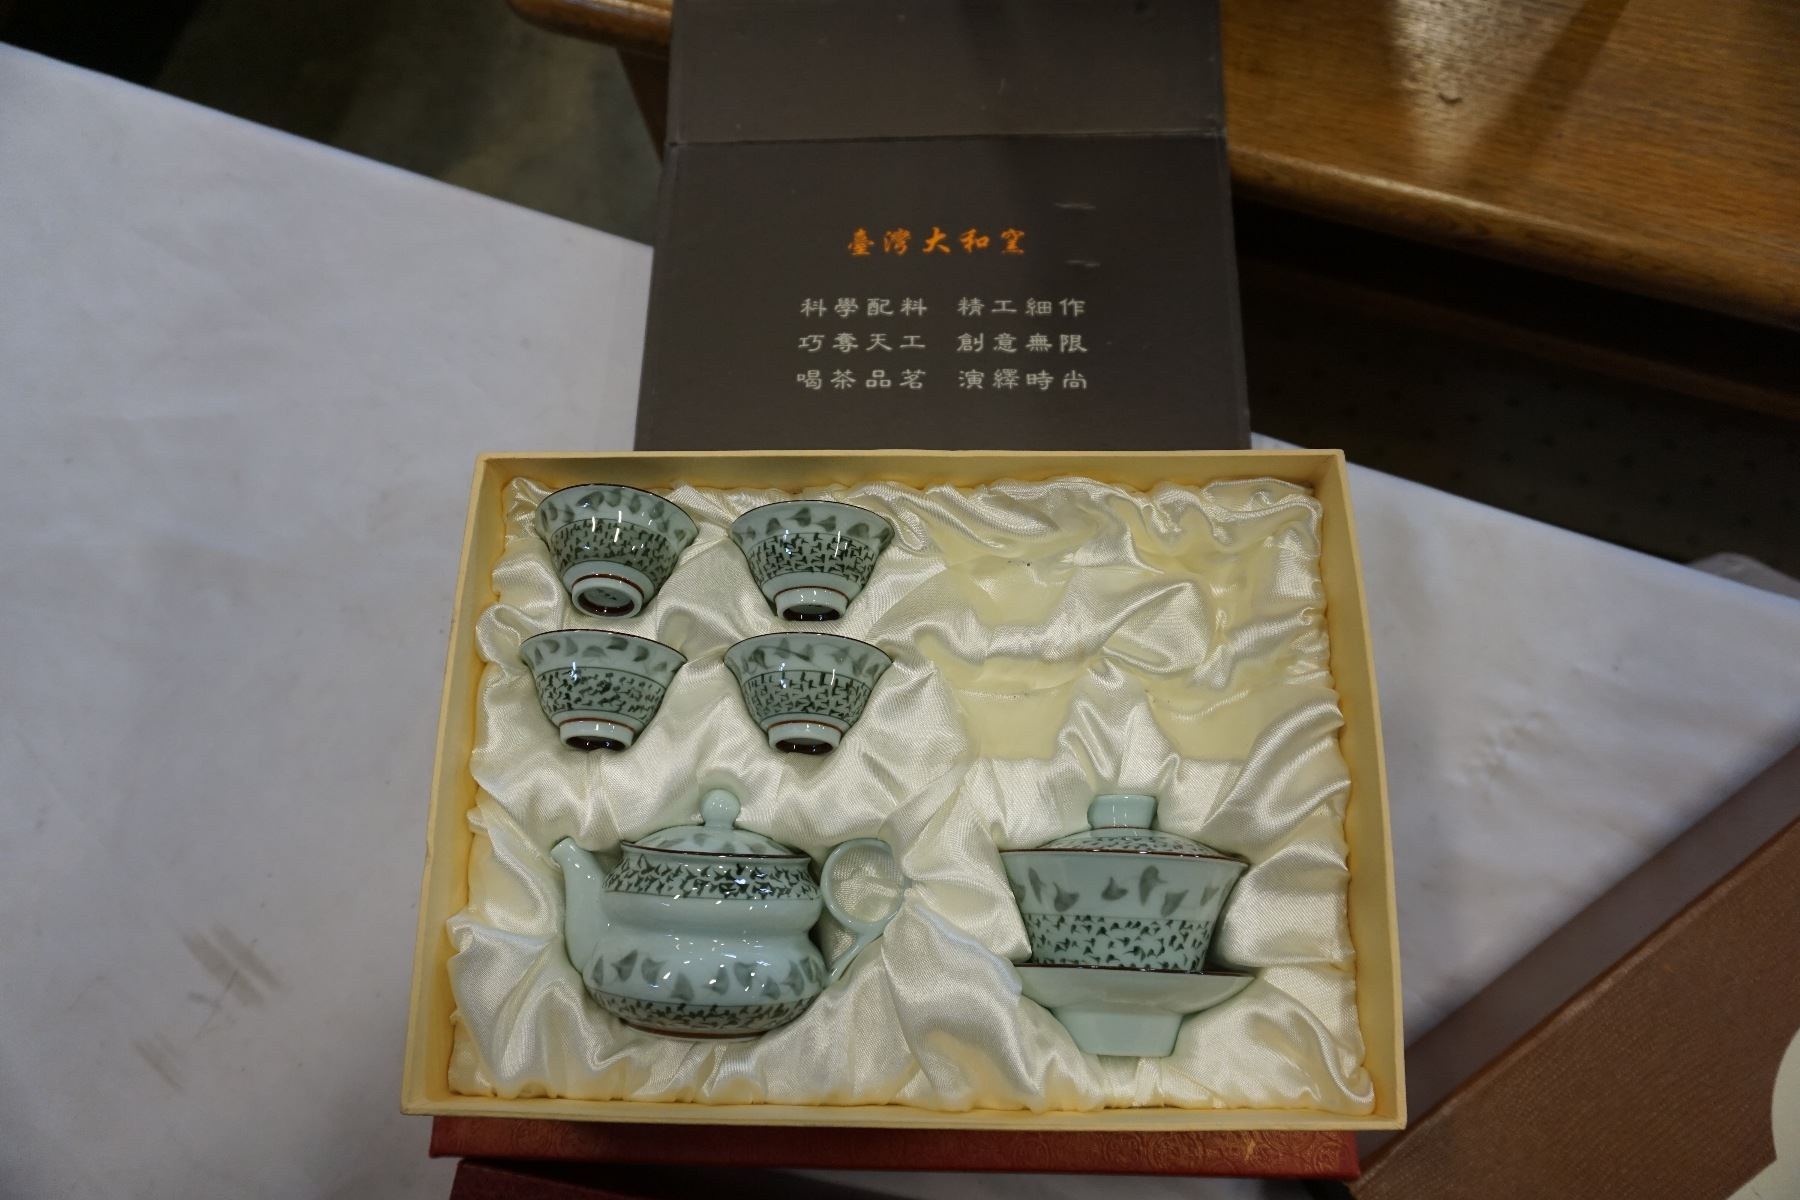 臺灣大和窯
科學配料 精工細作
巧奪天工 創意無限
喝茶品茗 演繹時尚